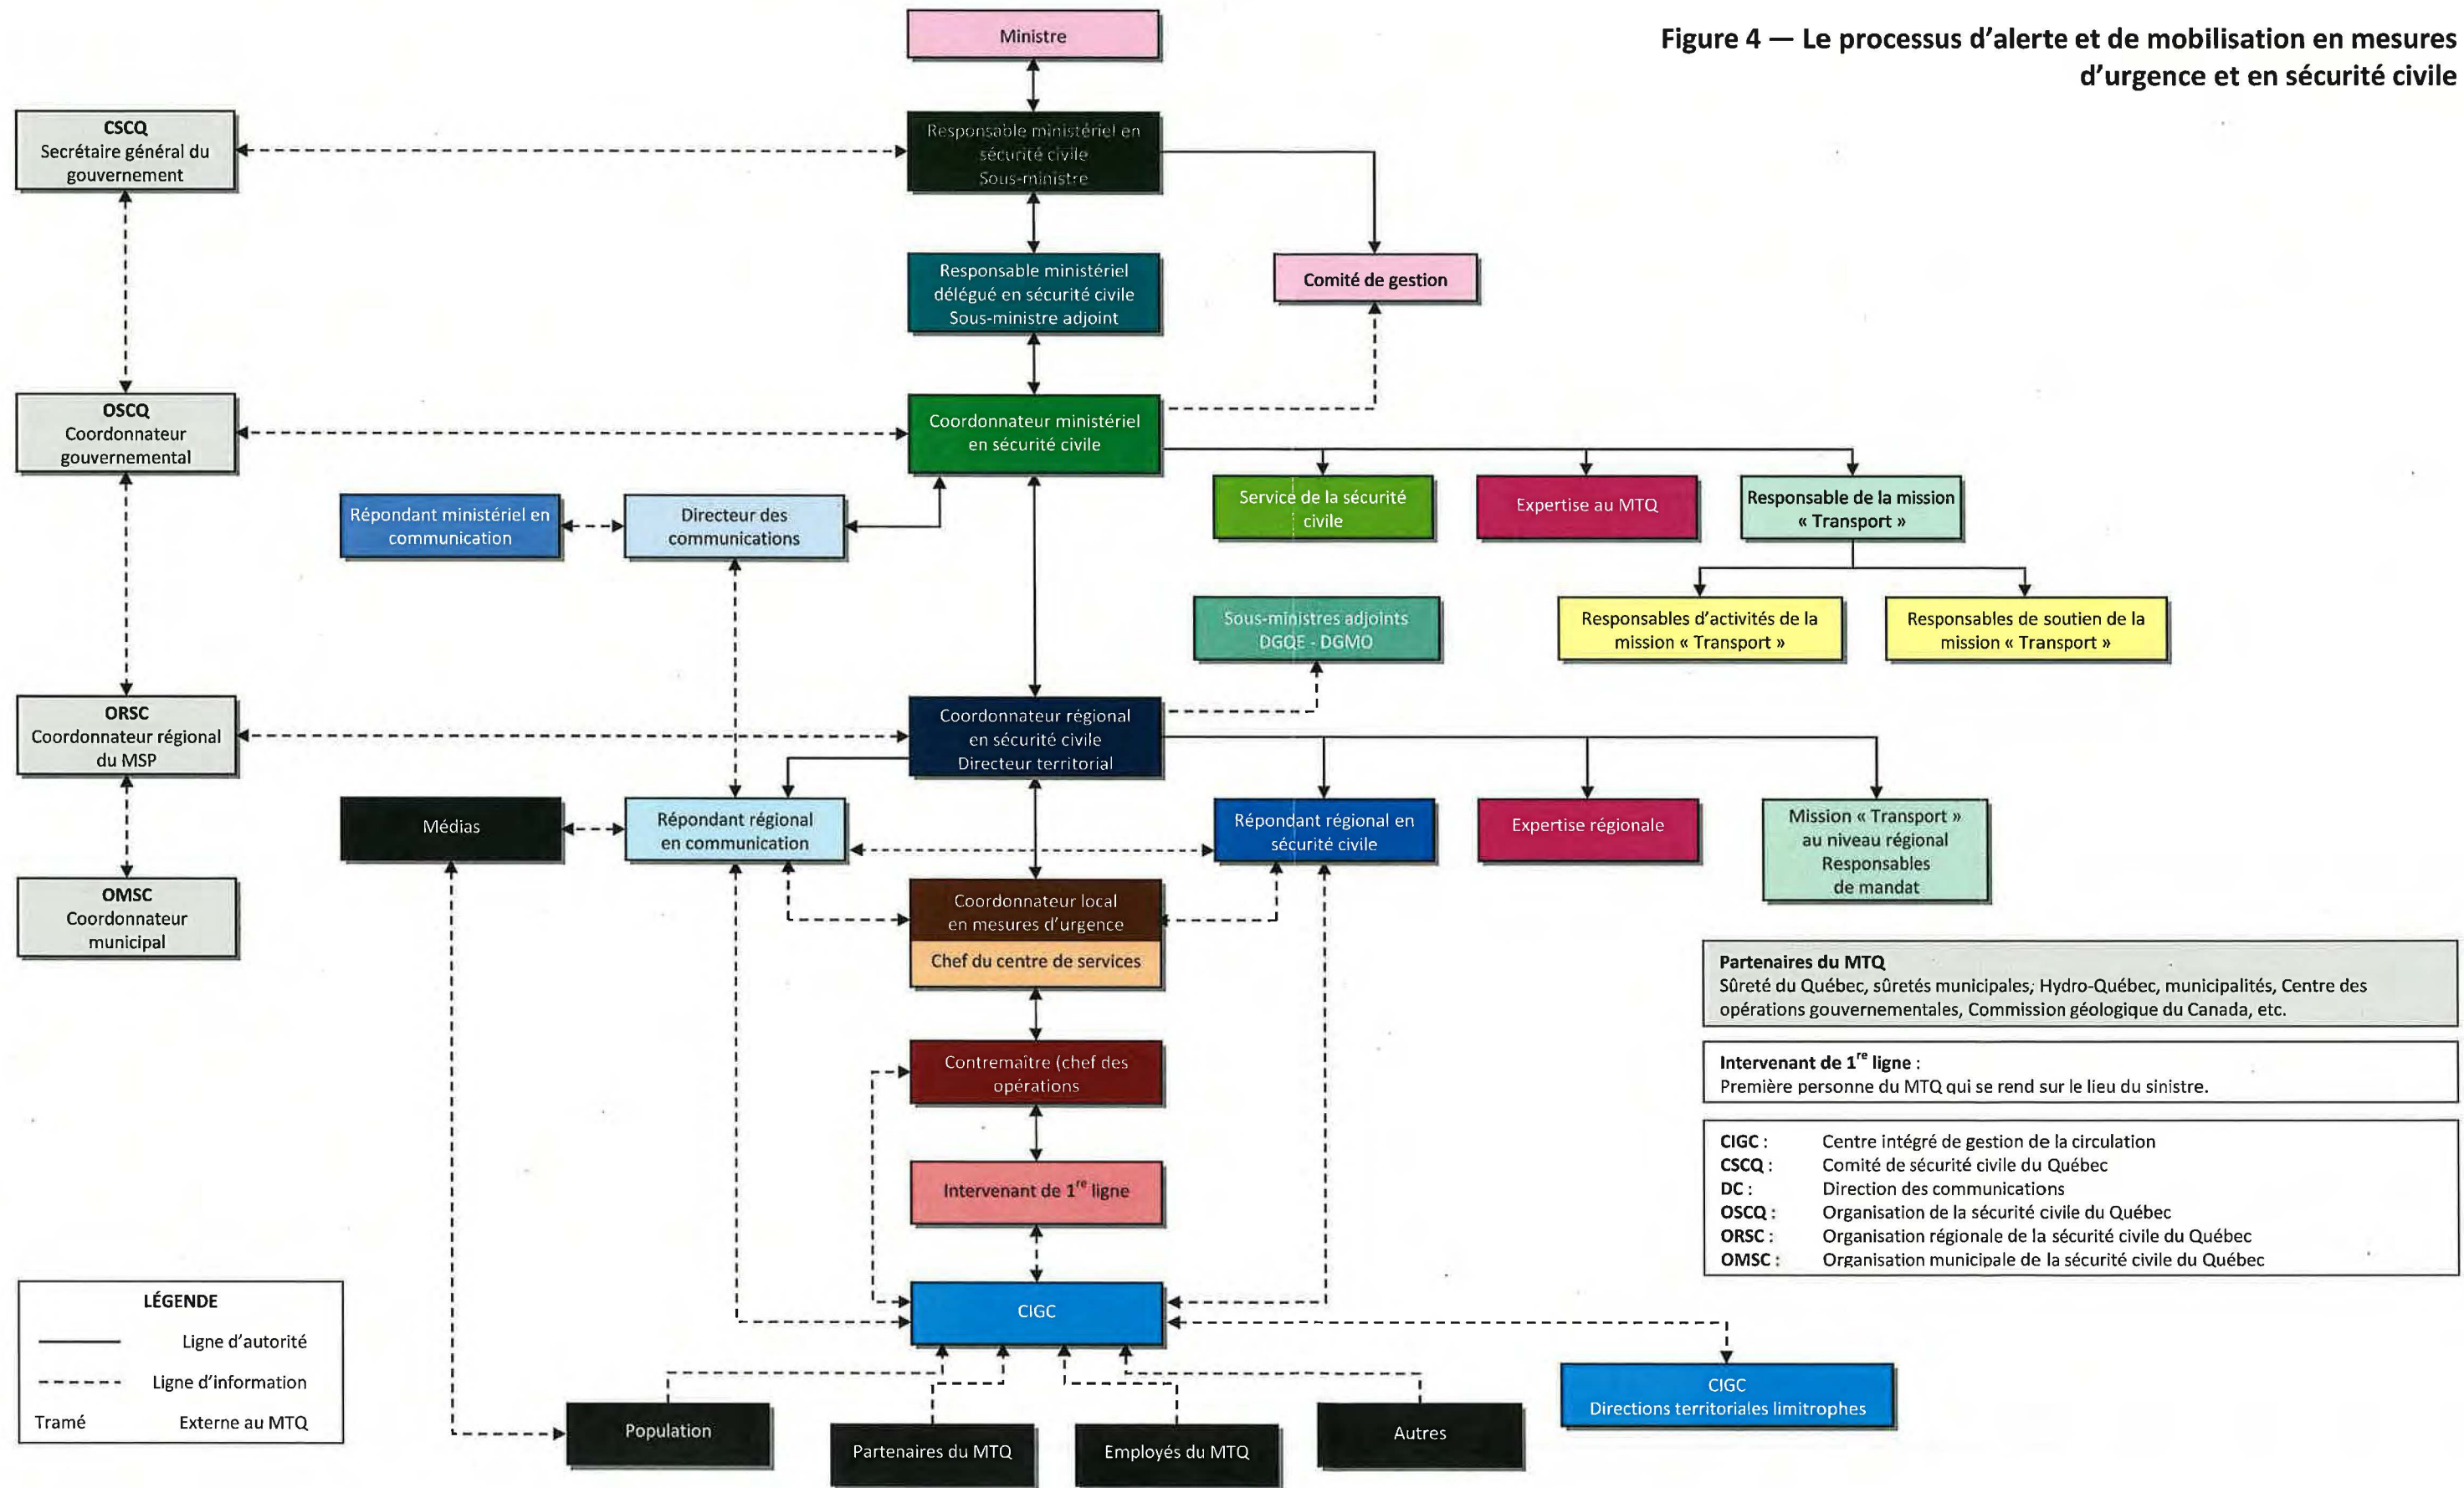 Figure 4 — Le processus d'alerte et de mobilisation en mesures
d'urgence et en sécurité civile
Ministre
CSCQ
Secrétaire général du
gouvernement
Responsable ministériel en
sécurité civile
Sous-ministre
Responsable ministériel
délégué en sécurité civile
Sous-ministre adjoint
Comité de gestion
OSCQ
Coordonnateur
gouvernemental
Coordonnateur ministériel
en sécurité civile
Répondant ministériel en
communication
Directeur des
communications
Service de la sécurité
civile
Expertise au MTQ
Responsable de la mission
« Transport »
Sous-ministres adjoints
DGQE - DGMO
Responsables d'activités de la
mission « Transport »
Responsables de soutien de la
mission « Transport »
ORSC
Coordonnateur régional
du MSP
Coordonnateur régional
en sécurité civile
Directeur territorial
Médias
Répondant régional
en communication
Répondant régional en
sécurité civile
Expertise régionale
Mission « Transport »
au niveau régional
Responsables
de mandat
OMSC
Coordonnateur
municipal
Coordonnateur local
en mesures d'urgence
Chef du centre de services
Partenaires du MTQ
Sûreté du Québec, sûretés municipales; Hydro-Québec, municipalités, Centre des
opérations gouvernementales, Commission géologique du Canada, etc.
Contremaître (chef des
opérations
Intervenant de 1re ligne :
Première personne du MTQ qui se rend sur le lieu du sinistre.
Intervenant de 1re ligne
CIGC : Centre intégré de gestion de la circulation
CSCQ : Comité de sécurité civile du Québec
DC : Direction des communications
OSCQ : Organisation de la sécurité civile du Québec
ORSC : Organisation régionale de la sécurité civile du Québec
OMSC : Organisation municipale de la sécurité civile du Québec
CIGC
LÉGENDE
Ligne d'autorité
Ligne d'information
Tramé Externe au MTQ
CIGC
Directions territoriales limitrophes
Population
Partenaires du MTQ
Employés du MTQ
Autres